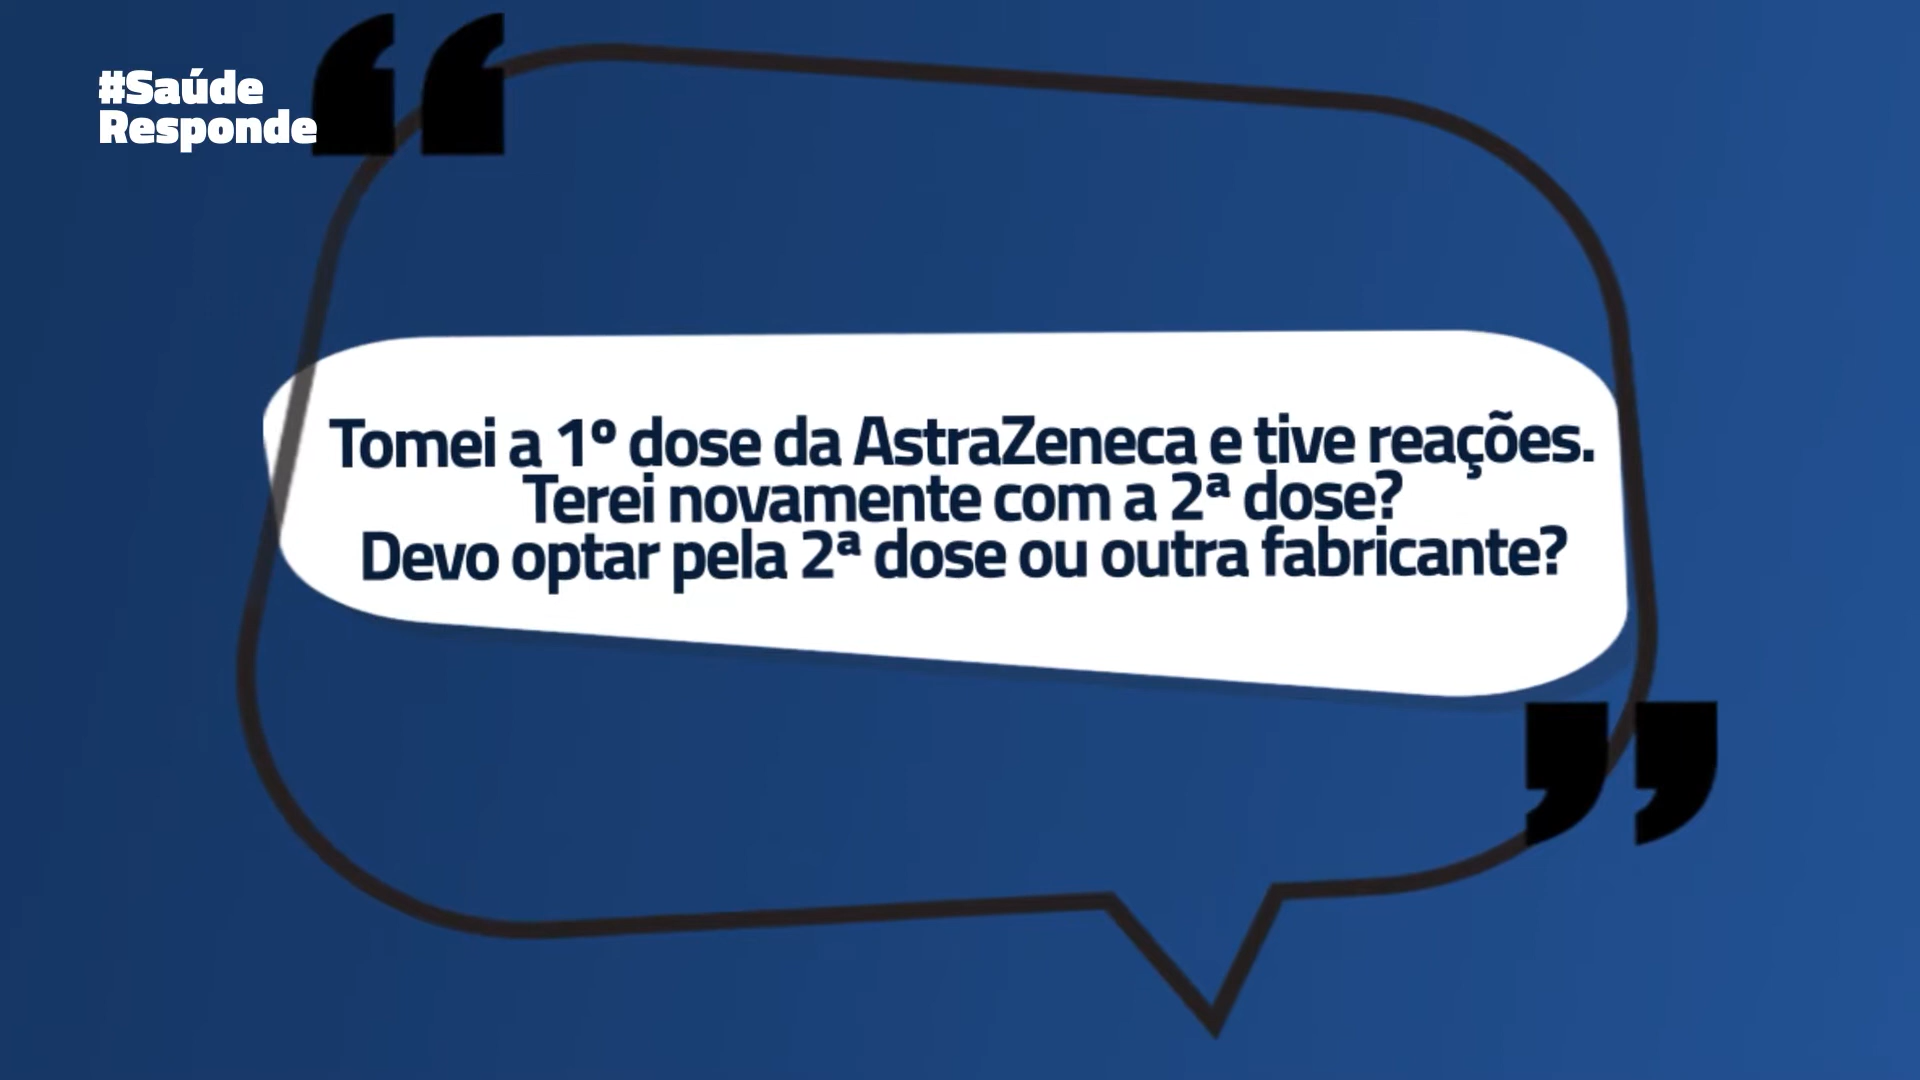 #Saúde
Responde
Tomei a 1º dose da AstraZeneca e tive reações.
Terei novamente com a 2ª dose?
Devo optar pela 2ª dose ou outra fabricante?